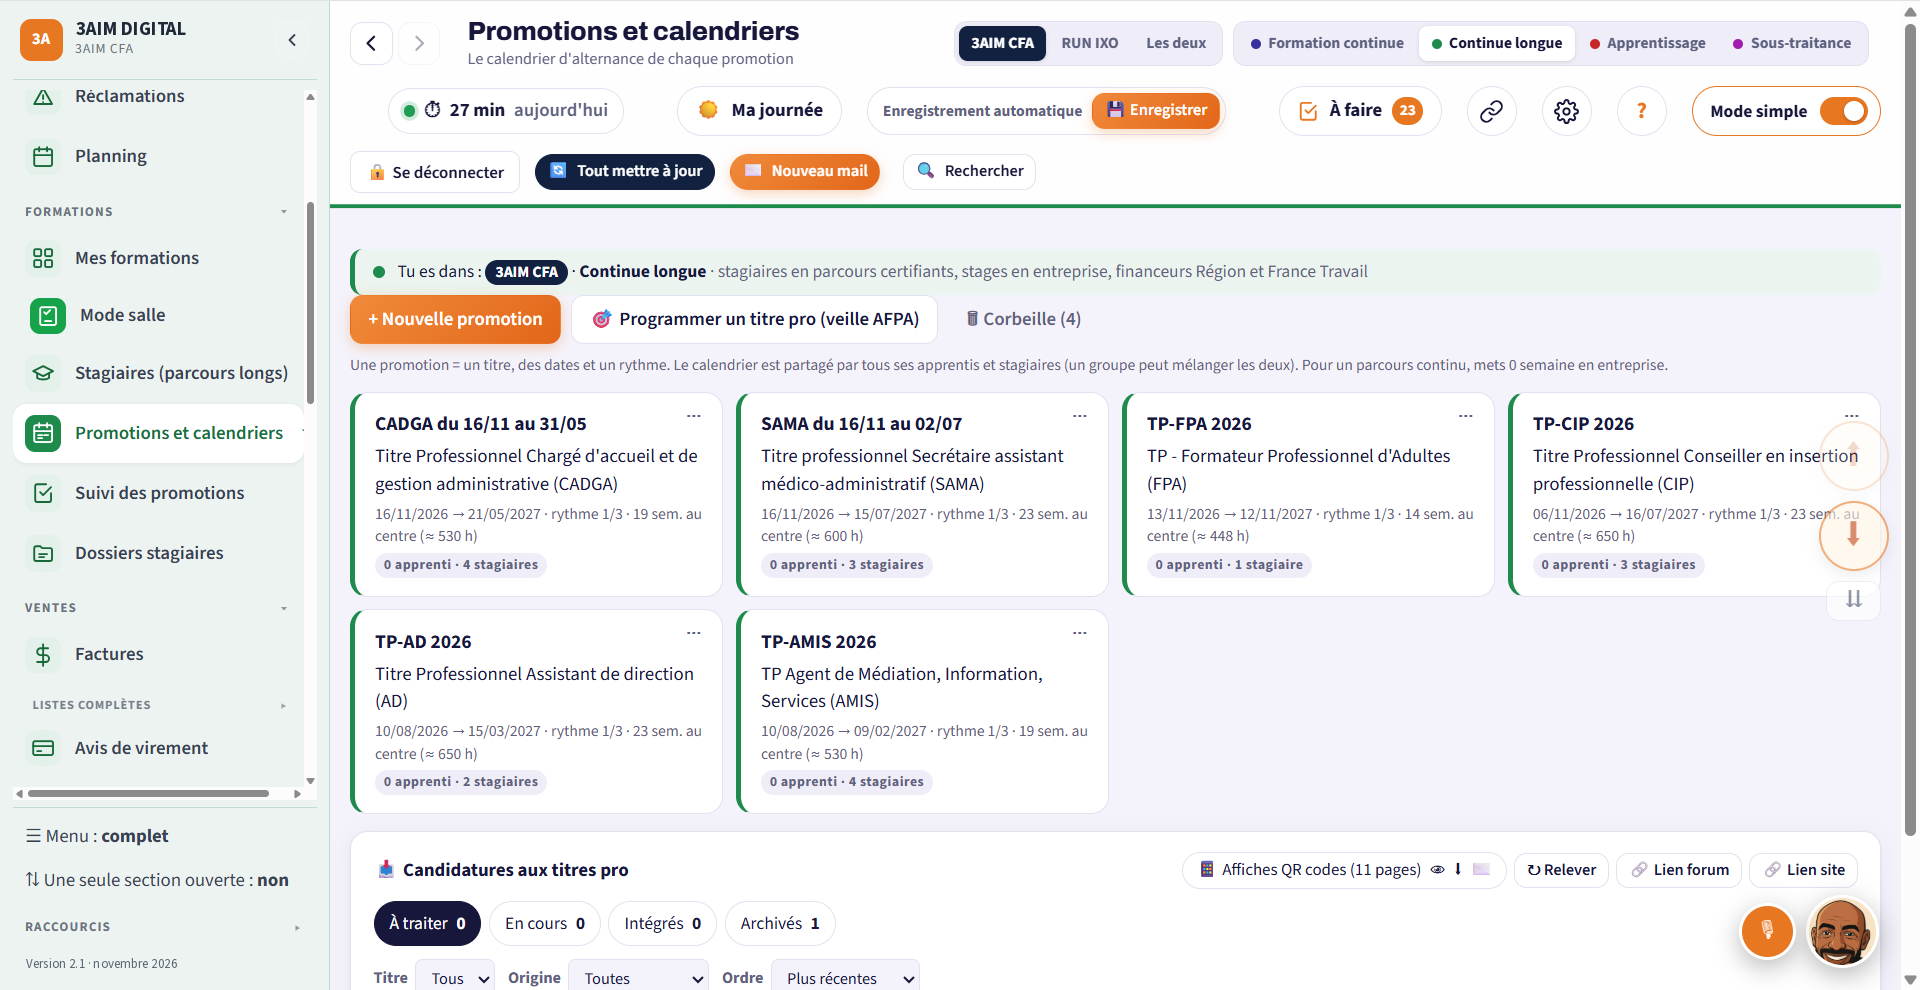 3A
3AIM DIGITAL
3AIM CFA
Réclamations
Planning
FORMATIONS
Mes formations
Mode salle
Stagiaires (parcours longs)
Promotions et calendriers
Suivi des promotions
Dossiers stagiaires
VENTES
Factures
LISTES COMPLÈTES
Avis de virement
Menu : complet
Une seule section ouverte : non
RACCOURCIS
Version 2.1 · novembre 2026
Promotions et calendriers
Le calendrier d'alternance de chaque promotion
3AIM CFA RUN IXO Les deux
Formation continue Continue longue Apprentissage Sous-traitance
27 min aujourd'hui
Ma journée
Enregistrement automatique Enregistrer
À faire 23
?
Mode simple
Se déconnecter
Tout mettre à jour
Nouveau mail
Rechercher
Tu es dans : 3AIM CFA · Continue longue · stagiaires en parcours certifiants, stages en entreprise, financeurs Région et France Travail
+ Nouvelle promotion
Programmer un titre pro (veille AFPA)
Corbeille (4)
Une promotion = un titre, des dates et un rythme. Le calendrier est partagé par tous ses apprentis et stagiaires (un groupe peut mélanger les deux). Pour un parcours continu, mets 0 semaine en entreprise.
CADGA du 16/11 au 31/05
Titre Professionnel Chargé d'accueil et de
gestion administrative (CADGA)
16/11/2026 → 21/05/2027 · rythme 1/3 · 19 sem. au
centre (≈ 530 h)
0 apprenti · 4 stagiaires
SAMA du 16/11 au 02/07
Titre professionnel Secrétaire assistant
médico-administratif (SAMA)
16/11/2026 → 15/07/2027 · rythme 1/3 · 23 sem. au
centre (≈ 600 h)
0 apprenti · 3 stagiaires
TP-FPA 2026
TP - Formateur Professionnel d'Adultes
(FPA)
13/11/2026 → 12/11/2027 · rythme 1/3 · 14 sem. au
centre (≈ 448 h)
0 apprenti · 1 stagiaire
TP-CIP 2026
Titre Professionnel Conseiller en insertion
professionnelle (CIP)
06/11/2026 → 16/07/2027 · rythme 1/3 · 23 sem. au
centre (≈ 650 h)
0 apprenti · 3 stagiaires
TP-AD 2026
Titre Professionnel Assistant de direction
(AD)
10/08/2026 → 15/03/2027 · rythme 1/3 · 23 sem. au
centre (≈ 650 h)
0 apprenti · 2 stagiaires
TP-AMIS 2026
TP Agent de Médiation, Information,
Services (AMIS)
10/08/2026 → 09/02/2027 · rythme 1/3 · 19 sem. au
centre (≈ 530 h)
0 apprenti · 4 stagiaires
Candidatures aux titres pro
Affiches QR codes (11 pages)
Relever
Lien forum
Lien site
À traiter 0
En cours 0
Intégrés 0
Archivés 1
Titre Tous Origine Toutes Ordre Plus récentes